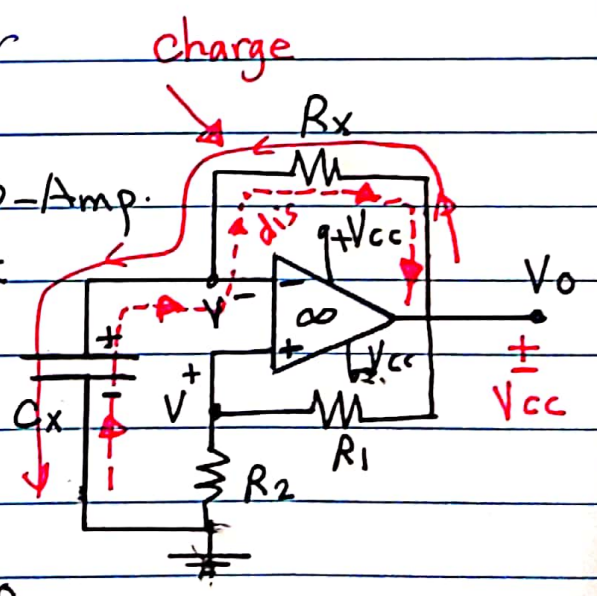 charge
Rx
p-Amp.
dis
+Vcc
V⁻
−
∞
+
-Vcc
Vo
±
Vcc
+
−
Cx
V⁺
R1
R2